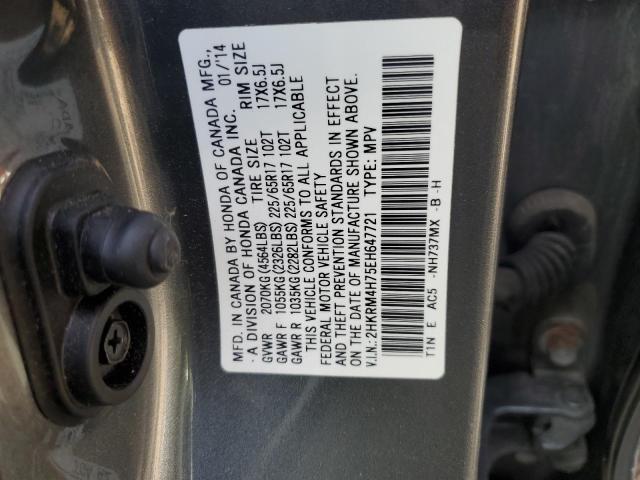 MFD. IN CANADA BY HONDA OF CANADA MFG.,
- A DIVISION OF HONDA CANADA INC. 01/'14
GVWR 2070KG (4564LBS) TIRE SIZE RIM SIZE
GAWR F 1055KG (2326LBS) 225/65R17 102T 17X6.5J
GAWR R 1035KG (2282LBS) 225/65R17 102T 17X6.5J
THIS VEHICLE CONFORMS TO ALL APPLICABLE
FEDERAL MOTOR VEHICLE SAFETY
AND THEFT PREVENTION STANDARDS IN EFFECT
ON THE DATE OF MANUFACTURE SHOWN ABOVE.
V.I.N.: 2HKRM4H75EH647721 TYPE: MPV
T1N E AC5 -NH737MX -B -H